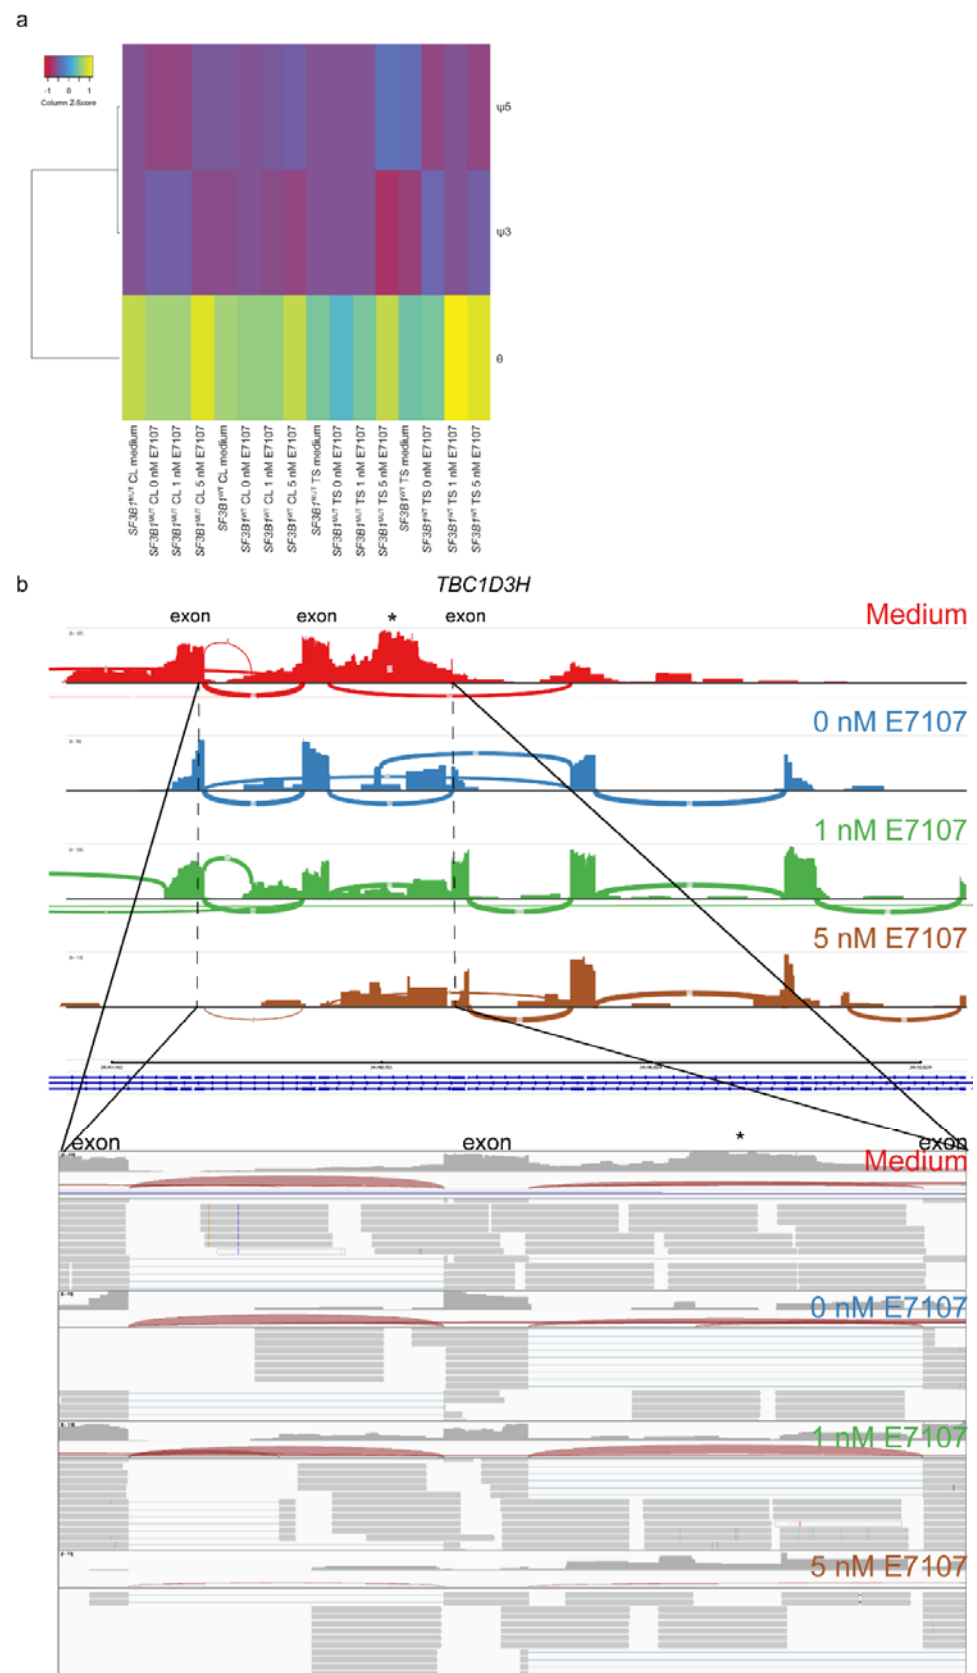 a
-1 0 1
Column Z-Score
ψ5
ψ3
θ
SF3B1MUT CL medium
SF3B1MUT CL 0 nM E7107
SF3B1MUT CL 1 nM E7107
SF3B1MUT CL 5 nM E7107
SF3B1WT CL medium
SF3B1WT CL 0 nM E7107
SF3B1WT CL 1 nM E7107
SF3B1WT CL 5 nM E7107
SF3B1MUT TS medium
SF3B1MUT TS 0 nM E7107
SF3B1MUT TS 1 nM E7107
SF3B1MUT TS 5 nM E7107
SF3B1WT TS medium
SF3B1WT TS 0 nM E7107
SF3B1WT TS 1 nM E7107
SF3B1WT TS 5 nM E7107
b
TBC1D3H
exon exon * exon
Medium
0 nM E7107
1 nM E7107
5 nM E7107
exon exon * exon
Medium
0 nM E7107
1 nM E7107
5 nM E7107